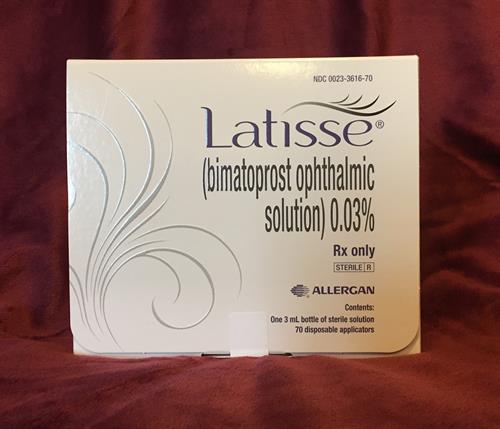 NDC 0023-3616-70
Latisse®
(bimatoprost ophthalmic
solution) 0.03%
Rx only
STERILE R
ALLERGAN
Contents:
One 3 mL bottle of sterile solution
70 disposable applicators